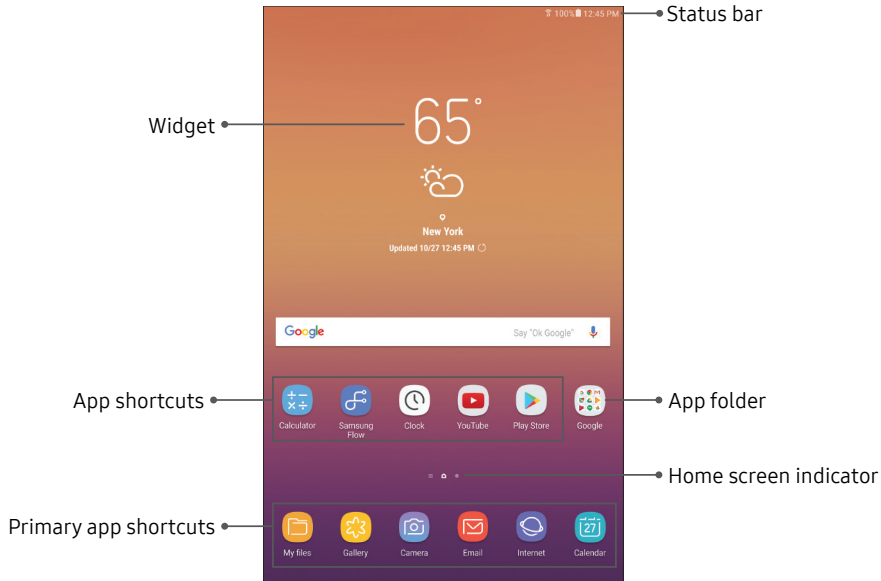 100% 12:45 PM
Status bar
Widget
65°
New York
Updated 10/27 12:45 PM
Google
Say "Ok Google"
App shortcuts
Calculator
Samsung
Flow
Clock
YouTube
Play Store
Google
App folder
Home screen indicator
Primary app shortcuts
27
My files
Gallery
Camera
Email
Internet
Calendar